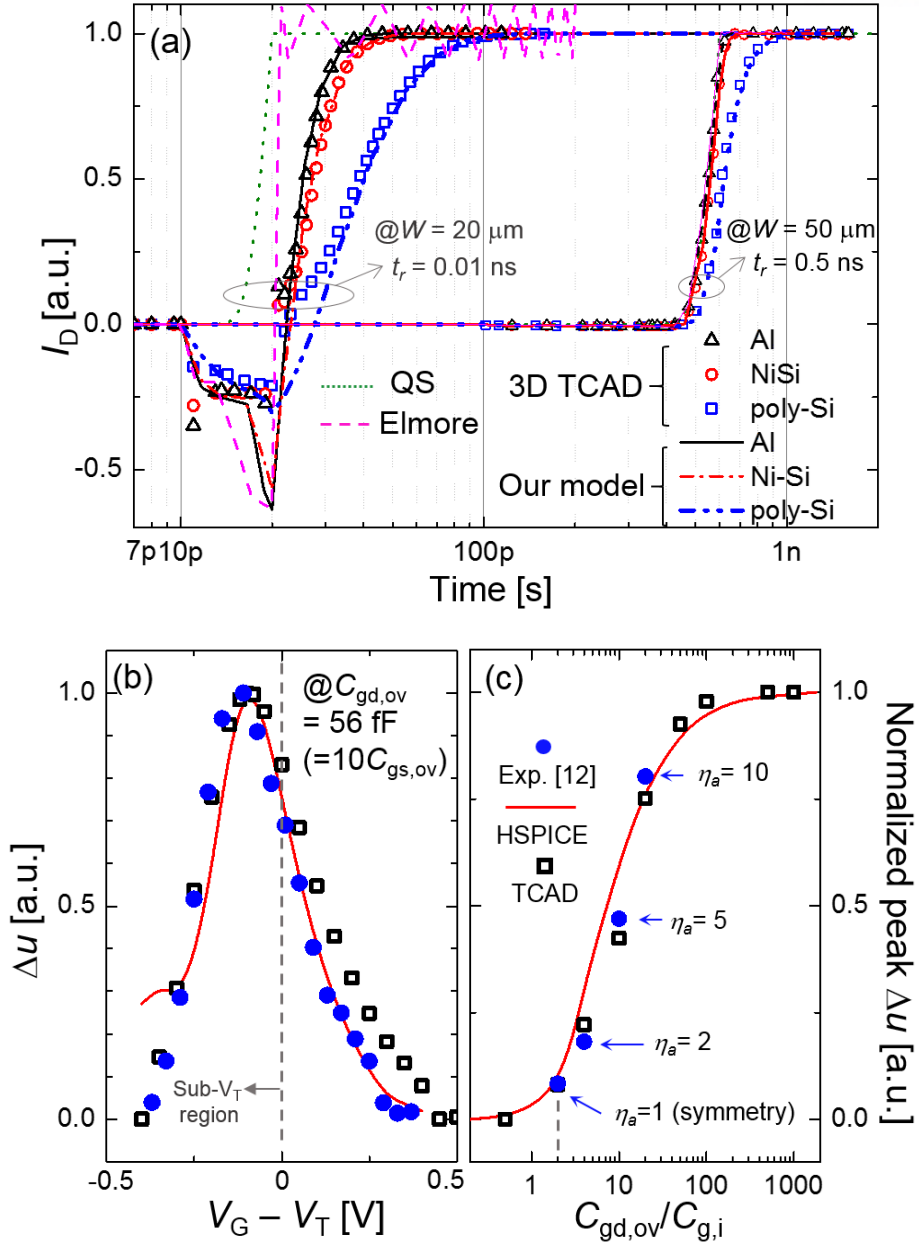 (a)
1.0
0.5
0.0
-0.5
I_D [a.u.]
@W = 20 μm
t_r = 0.01 ns
@W = 50 μm
t_r = 0.5 ns
QS
Elmore
3D TCAD
Al
NiSi
poly-Si
Our model
Al
Ni-Si
poly-Si
7p 10p 100p 1n
Time [s]
(b)
1.0
0.5
0.0
Δu [a.u.]
@C_gd,ov
= 56 fF
(=10C_gs,ov)
Sub-V_T
region
-0.5 0 0.5
V_G – V_T [V]
(c)
Exp. [12]
HSPICE
TCAD
η_a= 10
η_a= 5
η_a= 2
η_a=1 (symmetry)
1.0
0.5
0.0
Normalized peak Δu [a.u.]
1 10 100 1000
C_gd,ov/C_g,i